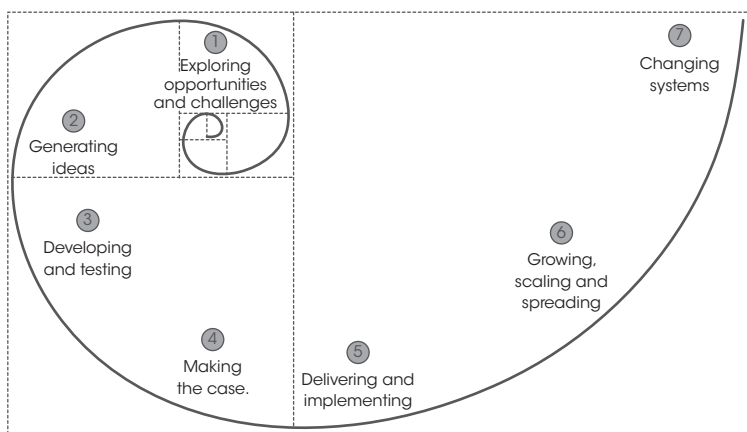 1
Exploring
opportunities
and challenges
2
Generating
ideas
3
Developing
and testing
4
Making
the case.
5
Delivering and
implementing
6
Growing,
scaling and
spreading
7
Changing
systems